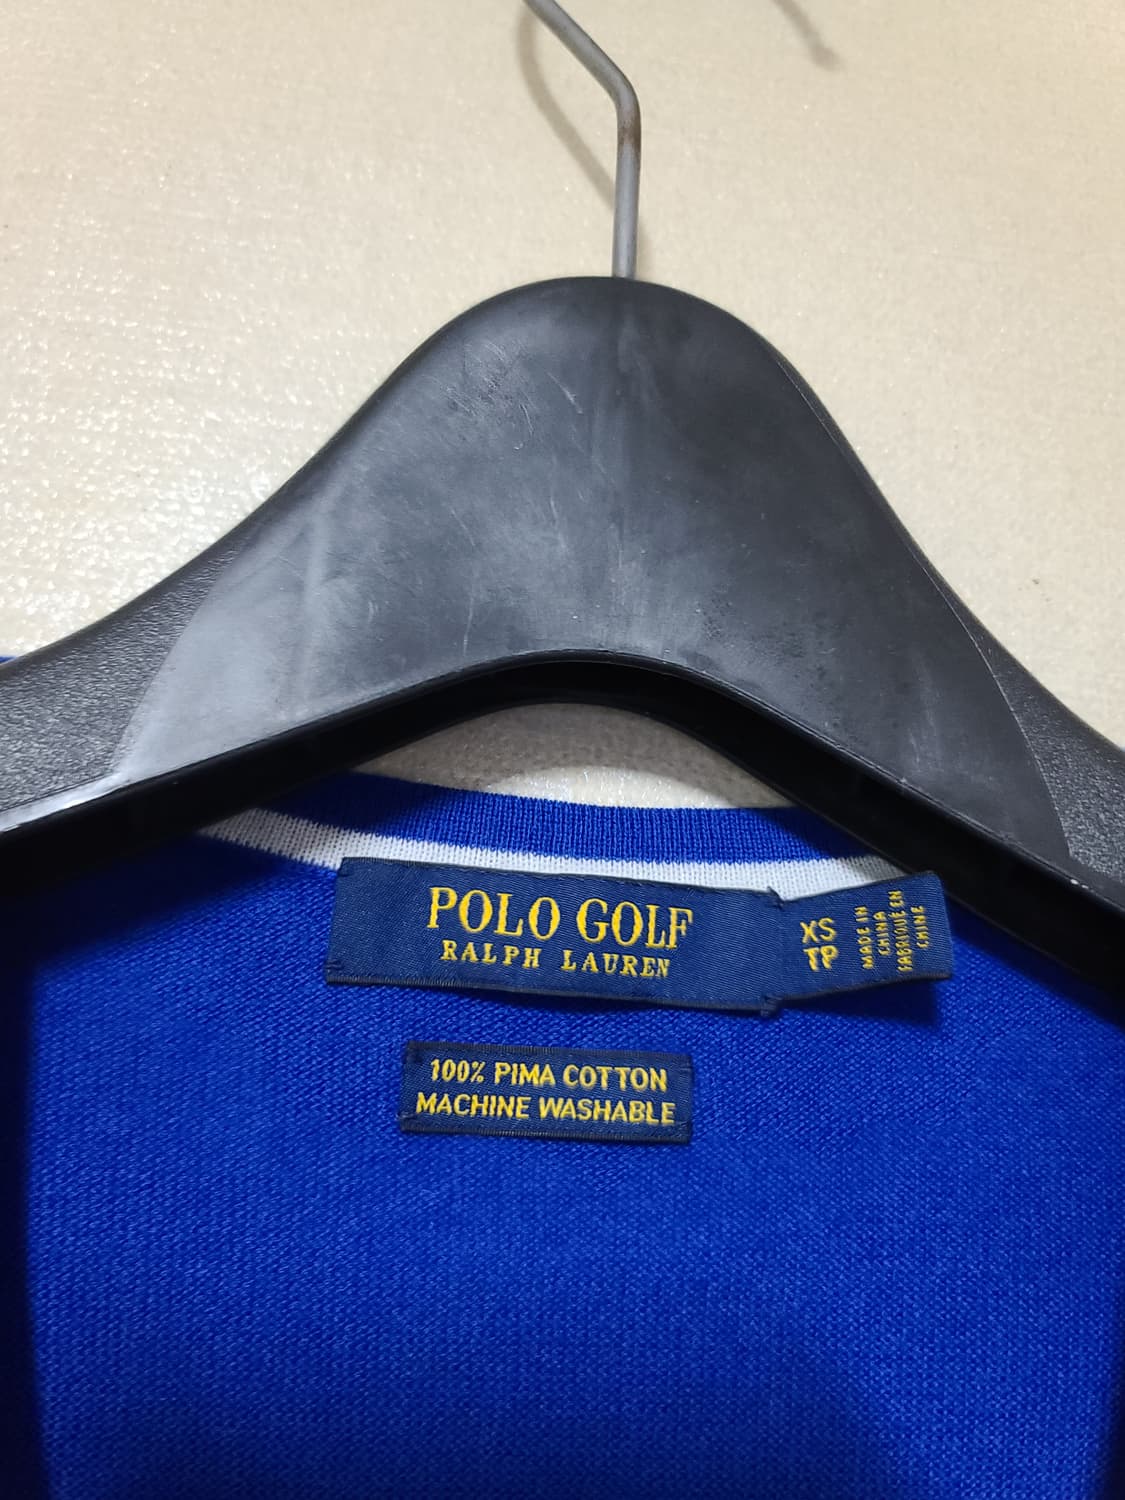 POLO GOLF
RALPH LAUREN
XS
TP
MADE IN
CHINA
FABRIQUÉ EN
CHINE
100% PIMA COTTON
MACHINE WASHABLE